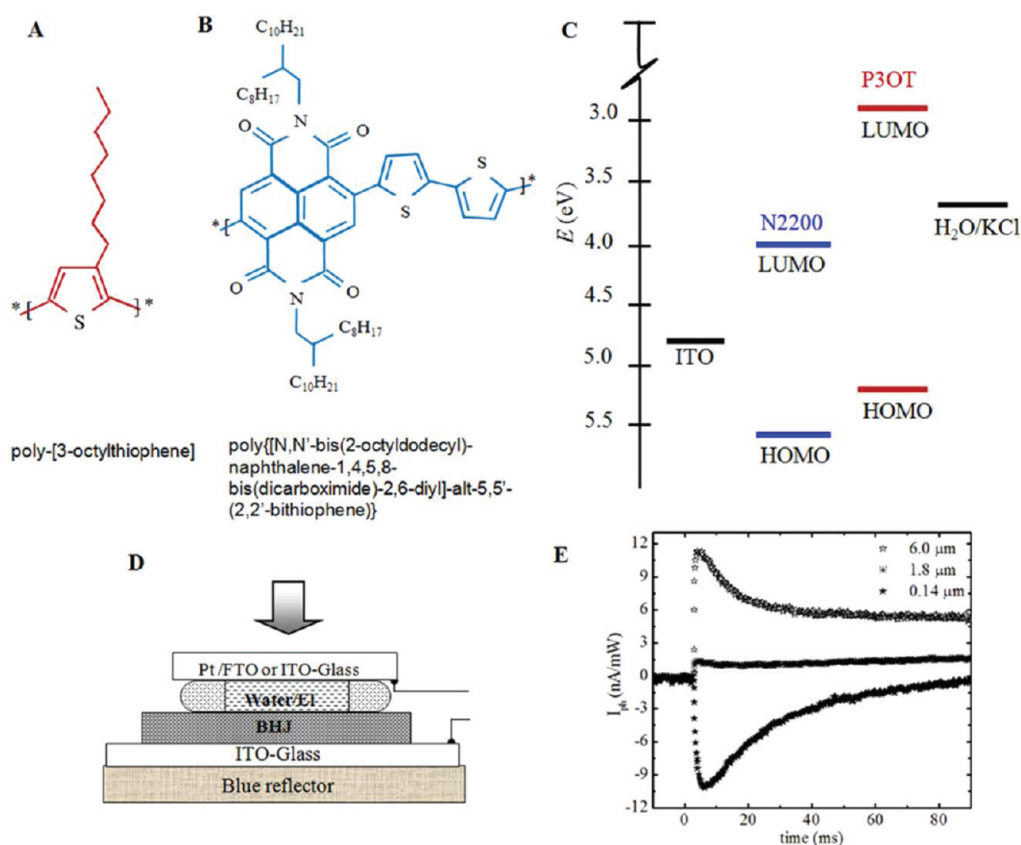 A
*[
S
]*
poly-[3-octylthiophene]
B
C₁₀H₂₁
C₈H₁₇
N
O
O
S
S
]*
*[
O
O
N
C₈H₁₇
C₁₀H₂₁
poly{[N,N'-bis(2-octyldodecyl)-
naphthalene-1,4,5,8-
bis(dicarboximide)-2,6-diyl]-alt-5,5'-
(2,2'-bithiophene)}
C
E (eV)
3.0
3.5
4.0
4.5
5.0
5.5
P3OT
LUMO
H₂O/KCl
N2200
LUMO
ITO
HOMO
HOMO
D
Pt /FTO or ITO-Glass
Water/El
BHJ
ITO-Glass
Blue reflector
E
Iph(nA/mW)
12
9
6
3
0
-3
-6
-9
-12
6.0 μm
1.8 μm
0.14 μm
0
20
40
60
80
time (ms)